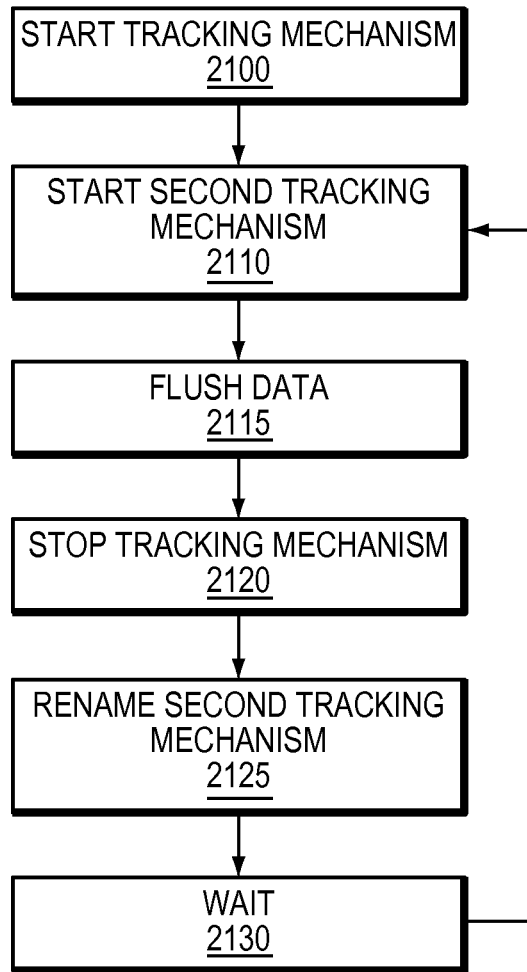 START TRACKING MECHANISM
2100
START SECOND TRACKING
MECHANISM
2110
FLUSH DATA
2115
STOP TRACKING MECHANISM
2120
RENAME SECOND TRACKING
MECHANISM
2125
WAIT
2130